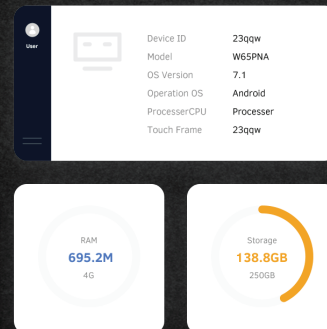 User
Device ID 23qqw
Model W65PNA
OS Version 7.1
Operation OS Android
ProcesserCPU Processer
Touch Frame 23qqw
RAM
695.2M
4G
Storage
138.8GB
250GB